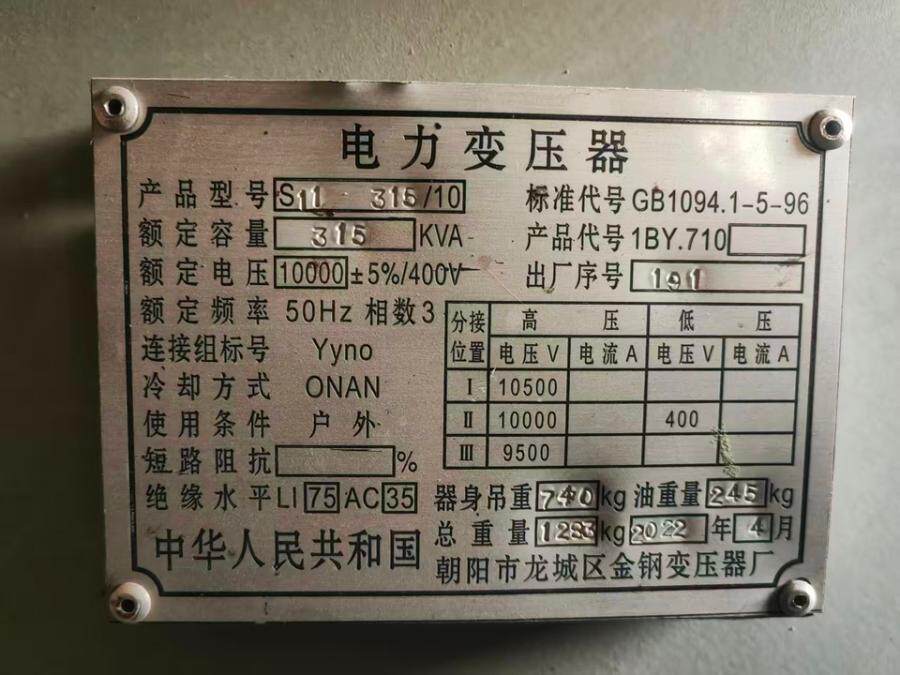 电力变压器
产品型号 S11 315/10 标准代号 GB1094.1-5-96
额定容量 315 KVA 产品代号 1BY.710
额定电压 10000 ±5%/400V 出厂序号 191
额定频率 50Hz 相数 3
连接组标号 Yyno
冷却方式 ONAN
使用条件 户外
短路阻抗 %
绝缘水平 LI 75 AC 35
分接位置 高压 低压
电压V 电流A 电压V 电流A
I 10500
II 10000 400
III 9500
器身吊重 740 kg 油重量 245 kg
总重量 1283 kg 2022 年 4 月
中华人民共和国 朝阳市龙城区金钢变压器厂